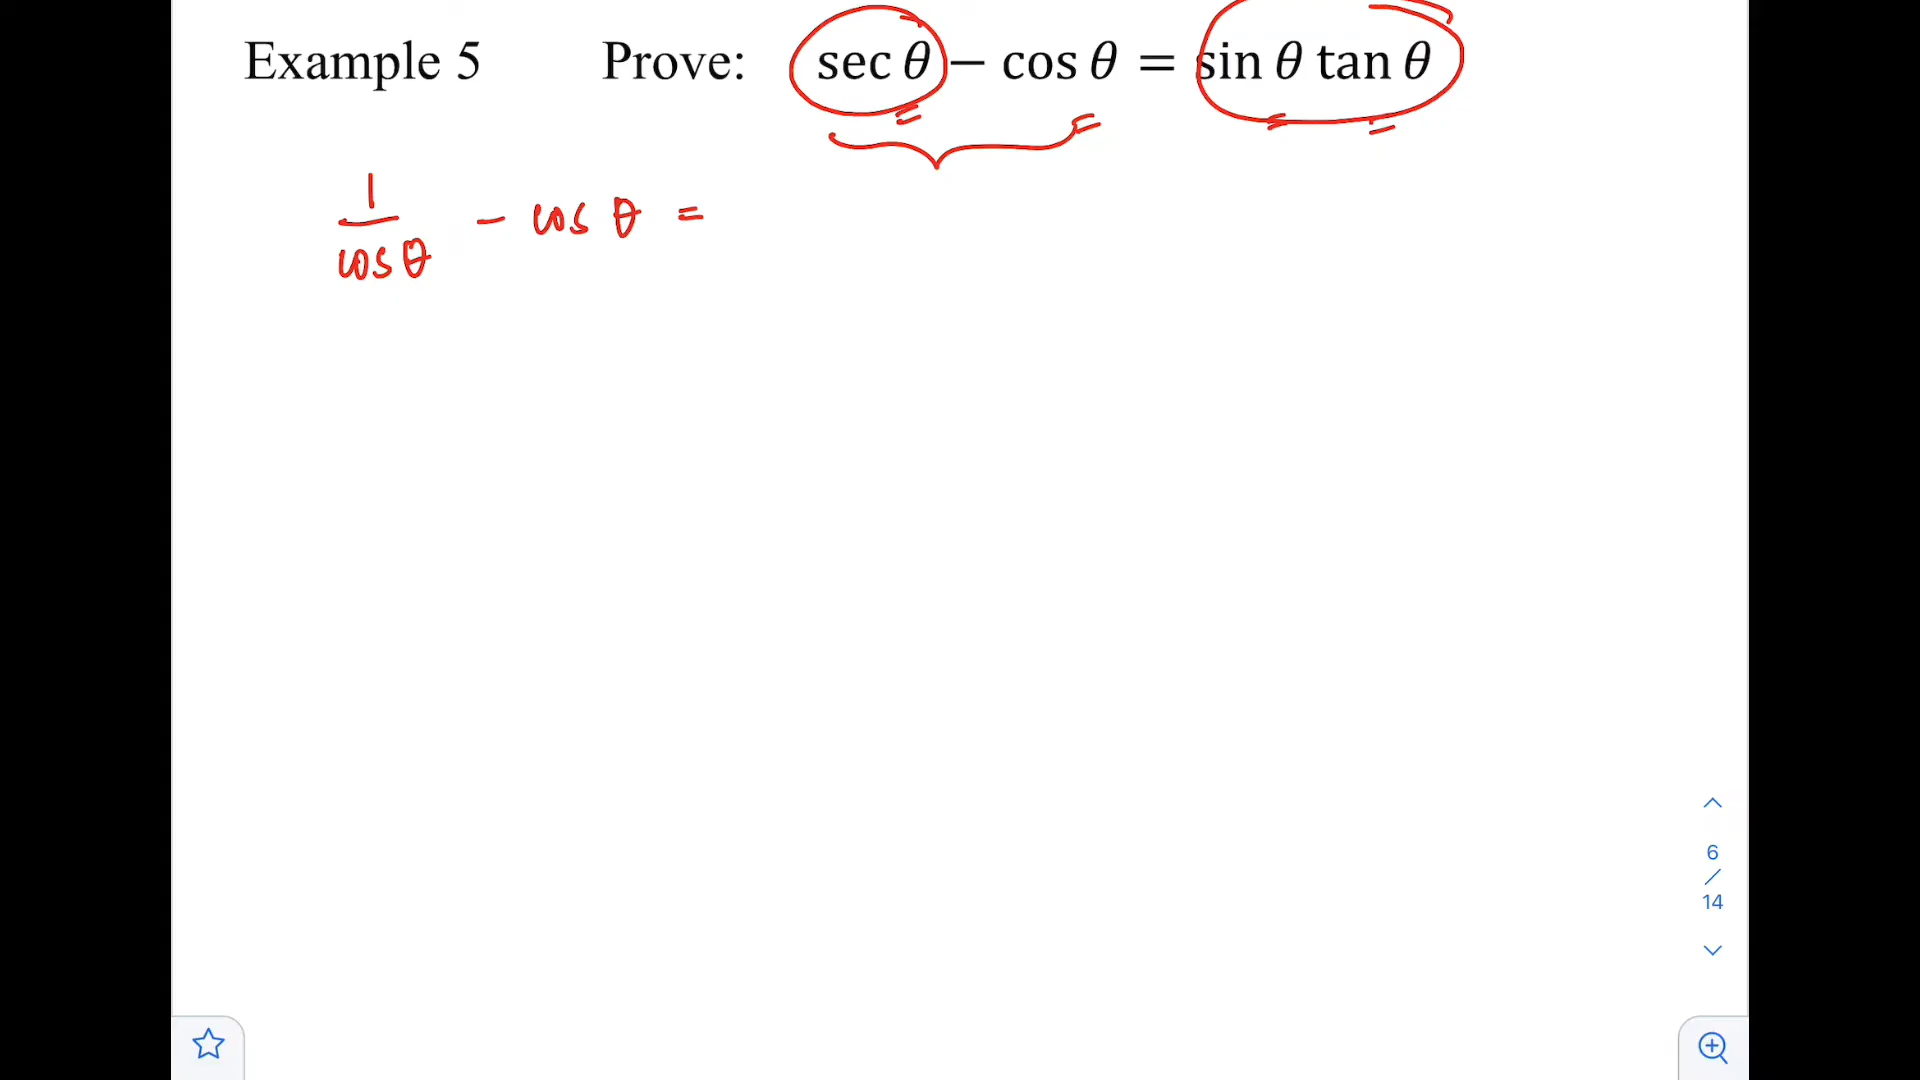 Example 5 Prove: sec θ − cos θ = sin θ tan θ
1
— − cos θ =
cos θ
6
/
14